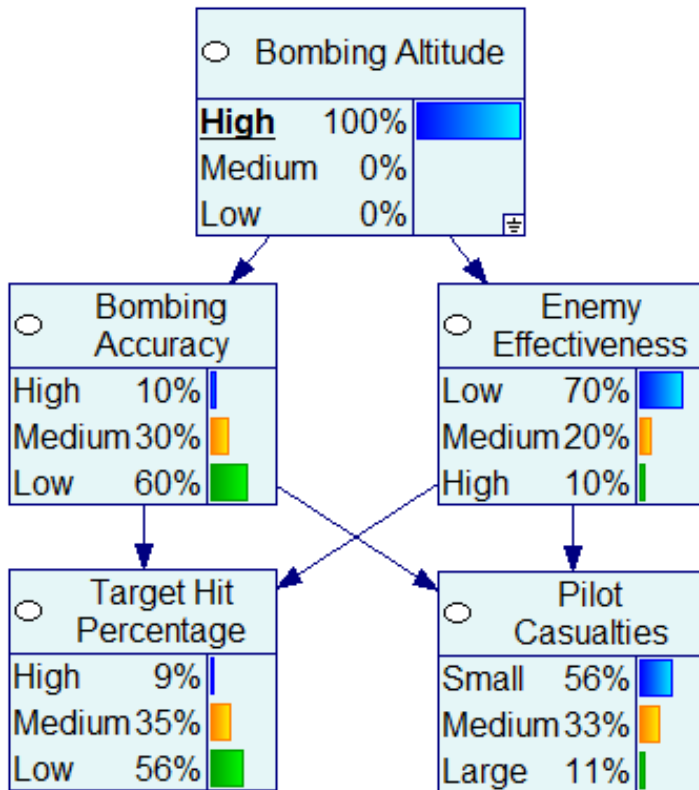 Bombing Altitude
High 100%
Medium 0%
Low 0%
Bombing
Accuracy
High 10%
Medium 30%
Low 60%
Enemy
Effectiveness
Low 70%
Medium 20%
High 10%
Target Hit
Percentage
High 9%
Medium 35%
Low 56%
Pilot
Casualties
Small 56%
Medium 33%
Large 11%